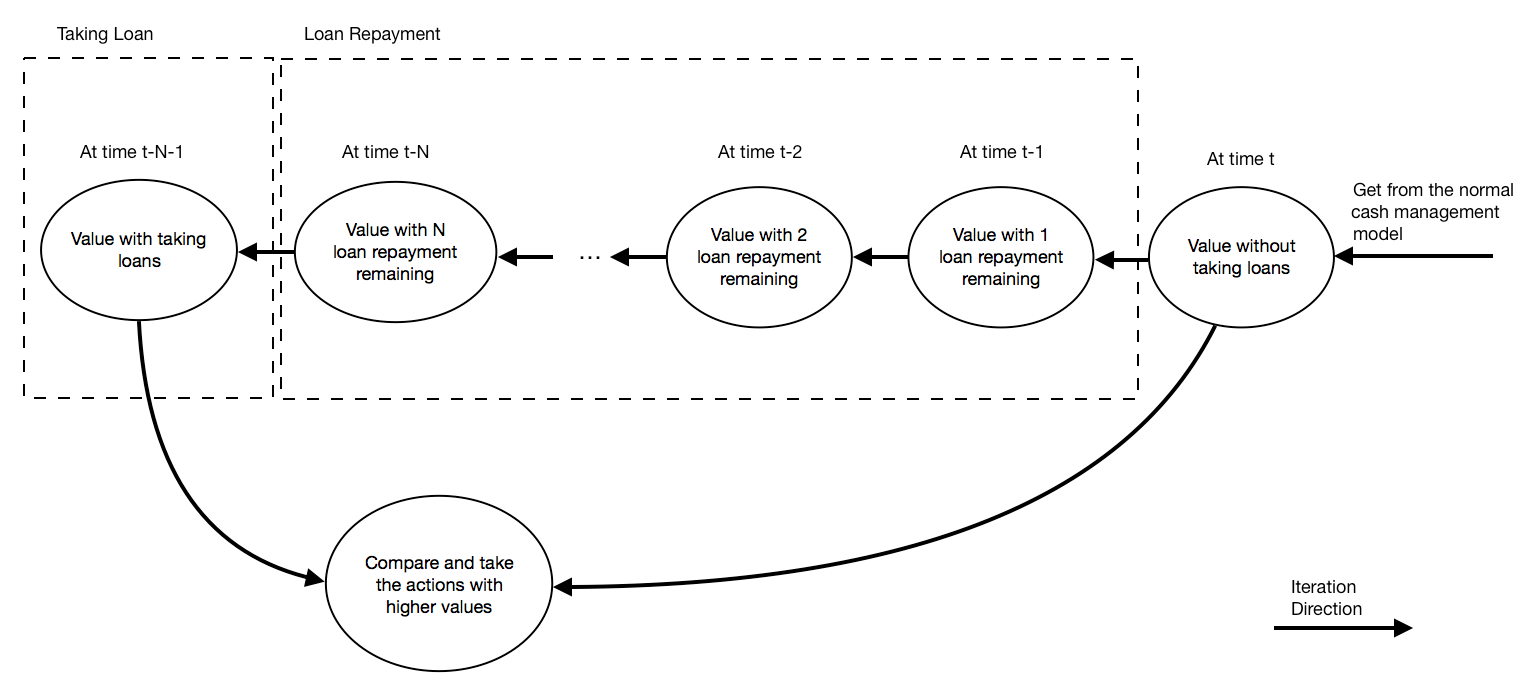 Taking Loan
Loan Repayment
At time t-N-1
At time t-N
At time t-2
At time t-1
At time t
Get from the normal
cash management
model
Value with taking
loans
Value with N
loan repayment
remaining
...
Value with 2
loan repayment
remaining
Value with 1
loan repayment
remaining
Value without
taking loans
Compare and take
the actions with
higher values
Iteration
Direction